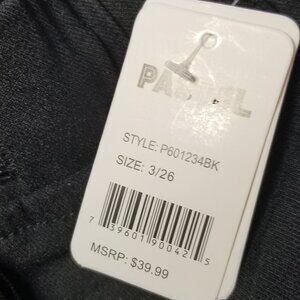 STYLE: P601234BK
SIZE: 3/26
7 39601 90042 5
MSRP: $39.99